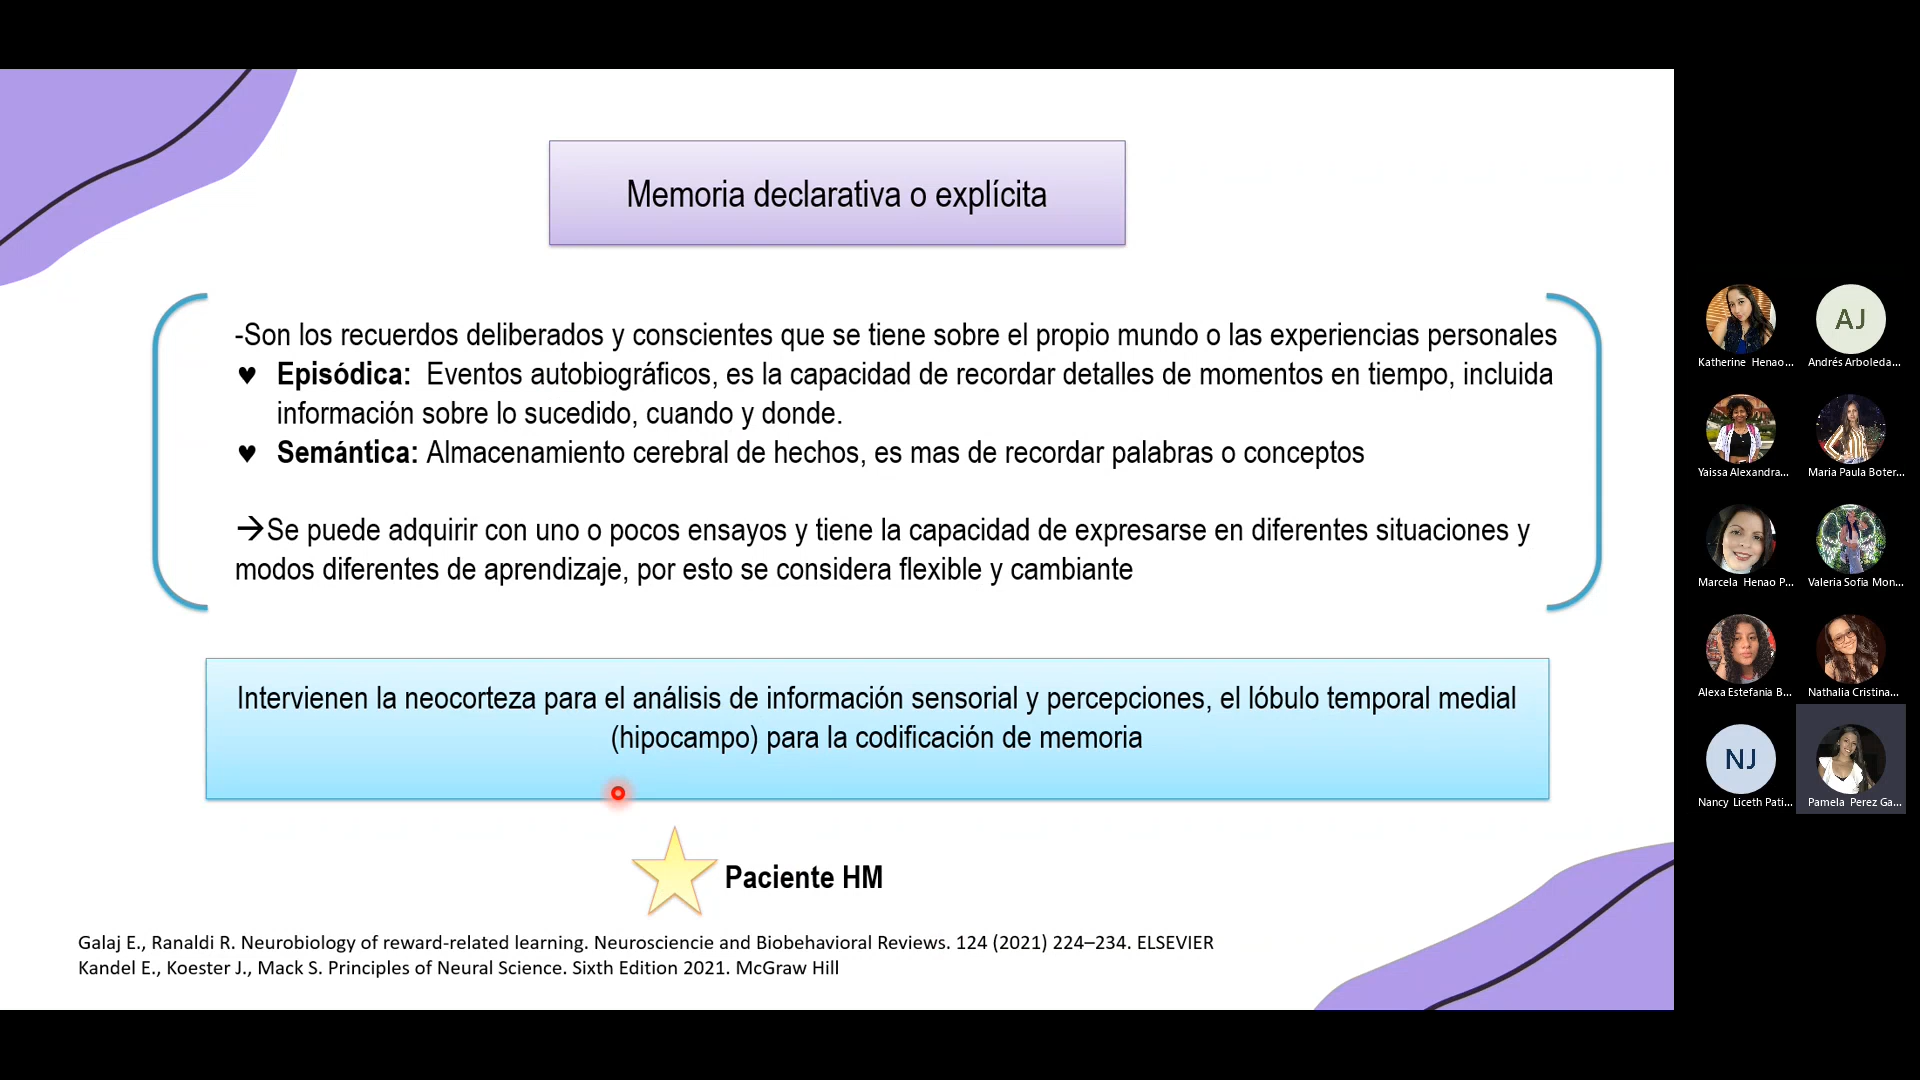 Memoria declarativa o explícita
-Son los recuerdos deliberados y conscientes que se tiene sobre el propio mundo o las experiencias personales
♥ Episódica: Eventos autobiográficos, es la capacidad de recordar detalles de momentos en tiempo, incluida
información sobre lo sucedido, cuando y donde.
♥ Semántica: Almacenamiento cerebral de hechos, es mas de recordar palabras o conceptos
→Se puede adquirir con uno o pocos ensayos y tiene la capacidad de expresarse en diferentes situaciones y
modos diferentes de aprendizaje, por esto se considera flexible y cambiante
Intervienen la neocorteza para el análisis de información sensorial y percepciones, el lóbulo temporal medial
(hipocampo) para la codificación de memoria
Paciente HM
Galaj E., Ranaldi R. Neurobiology of reward-related learning. Neurosciencie and Biobehavioral Reviews. 124 (2021) 224–234. ELSEVIER
Kandel E., Koester J., Mack S. Principles of Neural Science. Sixth Edition 2021. McGraw Hill
Katherine Henao...
AJ
Andrés Arboleda...
Yaissa Alexandra...
Maria Paula Boter...
Marcela Henao P...
Valeria Sofia Mon...
Alexa Estefania B...
Nathalia Cristina...
NJ
Nancy Liceth Pati...
Pamela Perez Ga...